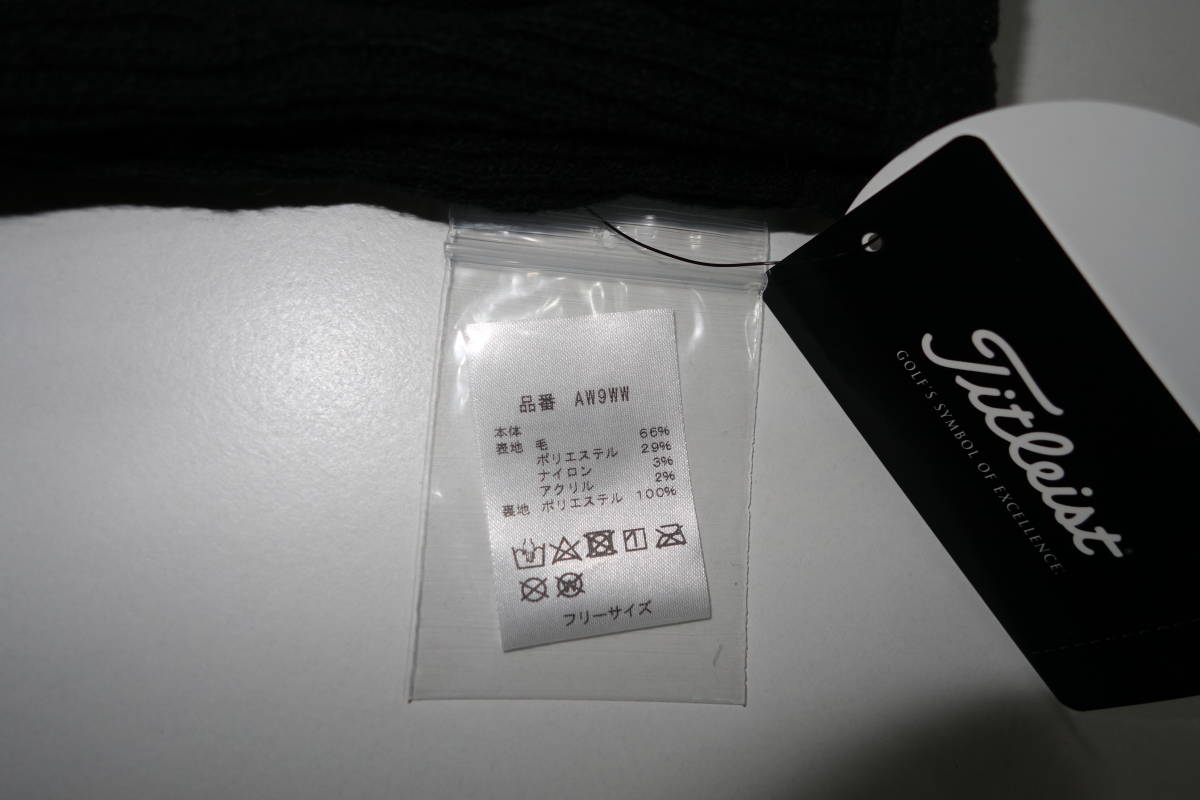 品番 AW9WW
本体
表地 毛 66%
ポリエステル 29%
ナイロン 3%
アクリル 2%
裏地 ポリエステル 100%
フリーサイズ
Titleist
GOLF'S SYMBOL OF EXCELLENCE